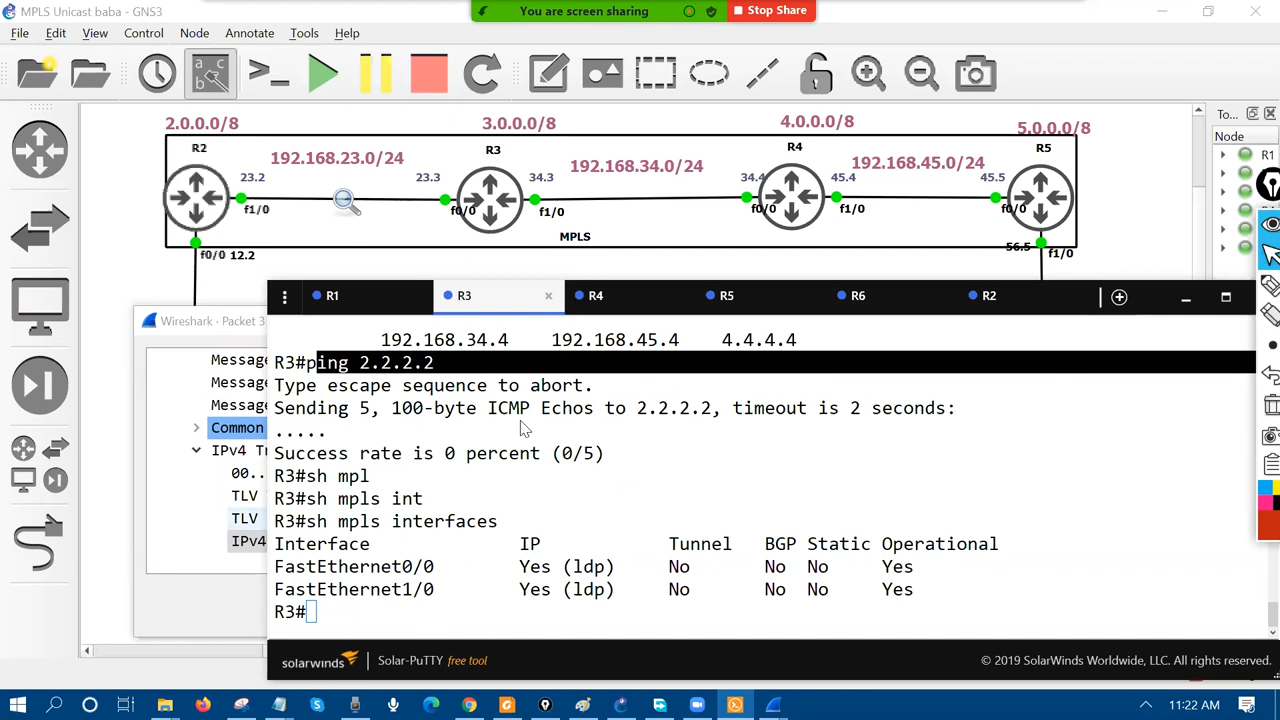 MPLS Unicast baba - GNS3
You are screen sharing
Stop Share
File Edit View Control Node Annotate Tools Help
2.0.0.0/8 3.0.0.0/8 4.0.0.0/8 5.0.0.0/8
R2 R3 R4 R5
192.168.23.0/24 192.168.34.0/24 192.168.45.0/24
23.2 23.3 34.3 34.4 45.4 45.5
f1/0 f0/0 f1/0 f0/0 f1/0 f0/0
MPLS
f0/0 12.2 56.5 f1/0
To...
Node
R1
R1 R3 R4 R5 R6 R2
Wireshark · Packet 3
Message
Message
Message
Common
IPv4 Tr
00..
TLV
TLV
IPv4
192.168.34.4 192.168.45.4 4.4.4.4
R3#ping 2.2.2.2
Type escape sequence to abort.
Sending 5, 100-byte ICMP Echos to 2.2.2.2, timeout is 2 seconds:
.....
Success rate is 0 percent (0/5)
R3#sh mpl
R3#sh mpls int
R3#sh mpls interfaces
Interface IP Tunnel BGP Static Operational
FastEthernet0/0 Yes (ldp) No No No Yes
FastEthernet1/0 Yes (ldp) No No No Yes
R3#
solarwinds Solar-PuTTY free tool © 2019 SolarWinds Worldwide, LLC. All rights reserved.
11:22 AM